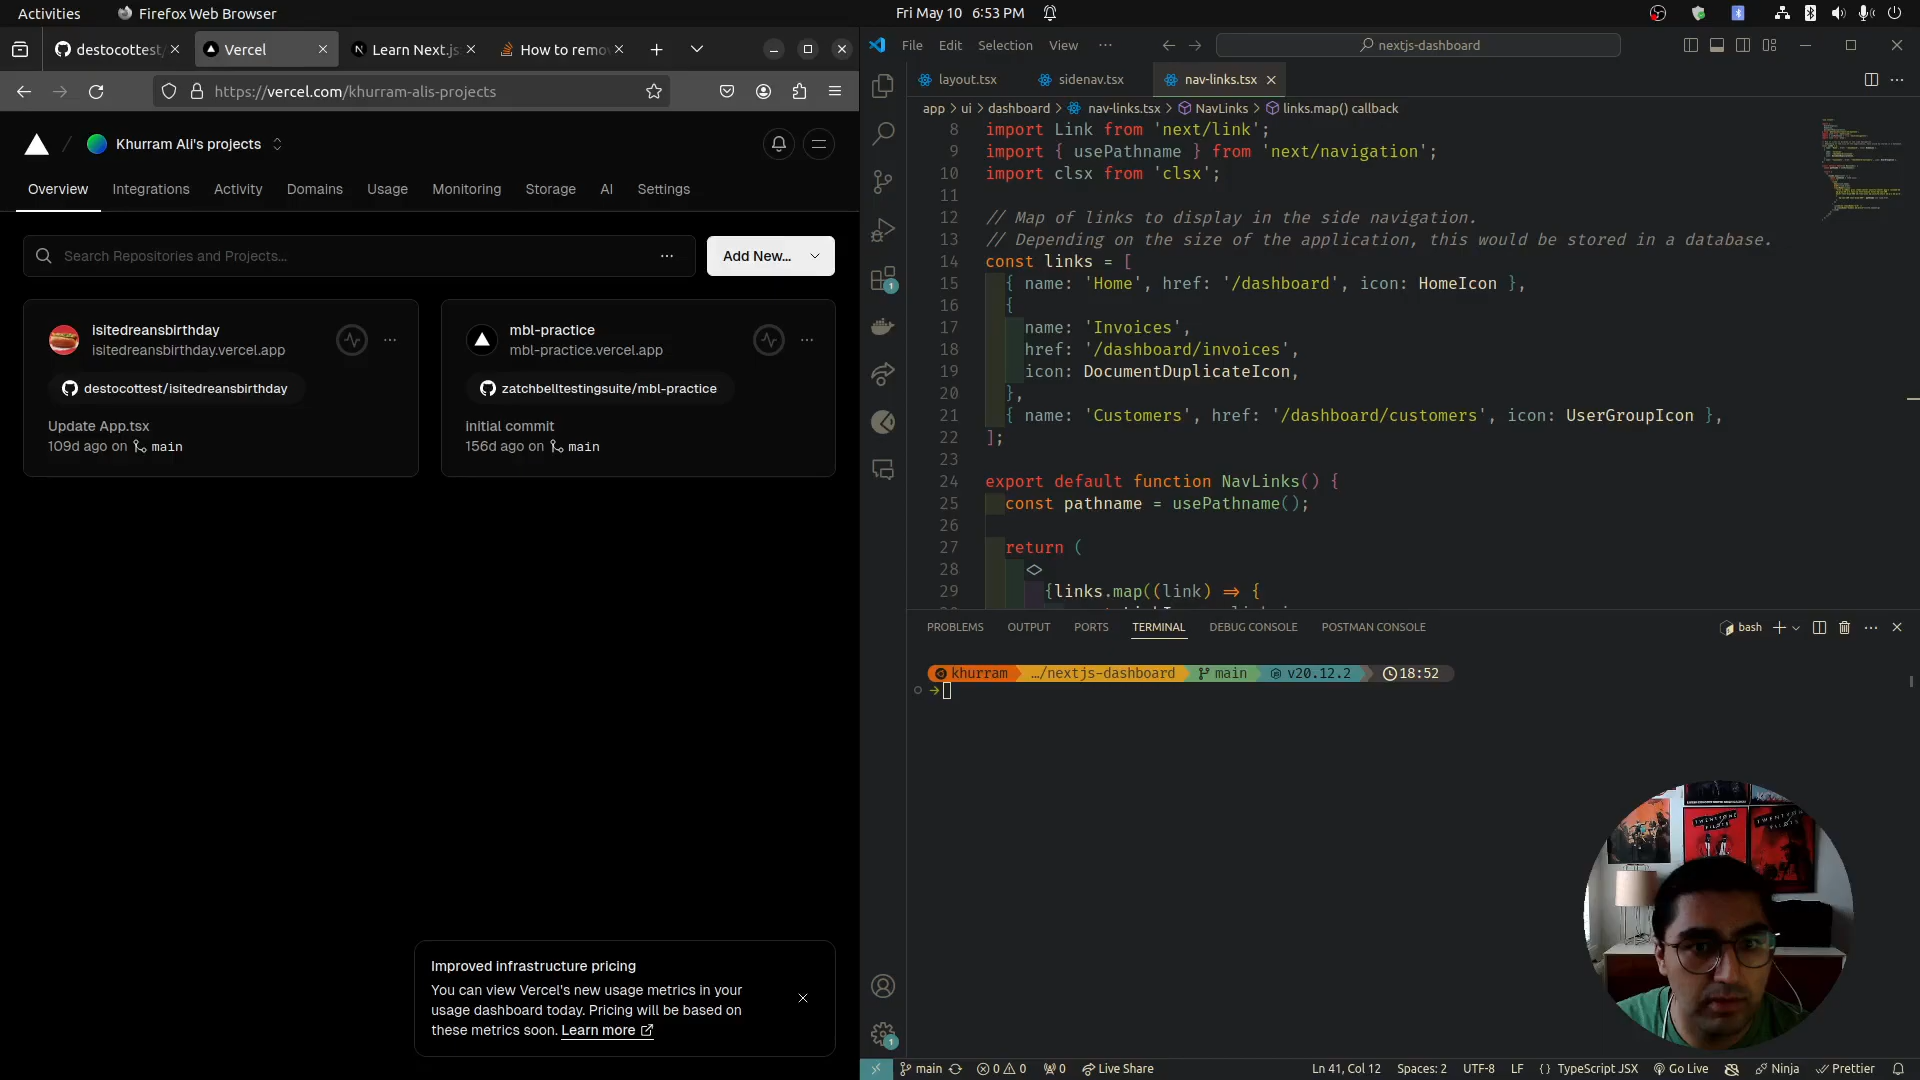 Activities
Firefox Web Browser
Fri May 10 6:53 PM
destocottest
Vercel
Learn Next.js
How to remo
https://vercel.com/khurram-alis-projects
Khurram Ali's projects
Overview Integrations Activity Domains Usage Monitoring Storage AI Settings
Search Repositories and Projects...
Add New...
isitedreansbirthday
isitedreansbirthday.vercel.app
destocottest/isitedreansbirthday
Update App.tsx
109d ago on main
mbl-practice
mbl-practice.vercel.app
zatchbelltestingsuite/mbl-practice
initial commit
156d ago on main
Improved infrastructure pricing
You can view Vercel's new usage metrics in your
usage dashboard today. Pricing will be based on
these metrics soon. Learn more
File Edit Selection View ···
nextjs-dashboard
layout.tsx sidenav.tsx nav-links.tsx
app > ui > dashboard > nav-links.tsx > NavLinks > links.map() callback
8 import Link from 'next/link';
9 import { usePathname } from 'next/navigation';
10 import clsx from 'clsx';
11
12 // Map of links to display in the side navigation.
13 // Depending on the size of the application, this would be stored in a database.
14 const links = [
15 { name: 'Home', href: '/dashboard', icon: HomeIcon },
16 {
17 name: 'Invoices',
18 href: '/dashboard/invoices',
19 icon: DocumentDuplicateIcon,
20 },
21 { name: 'Customers', href: '/dashboard/customers', icon: UserGroupIcon },
22 ];
23
24 export default function NavLinks() {
25 const pathname = usePathname();
26
27 return (
28 <>
29 {links.map((link) => {
PROBLEMS OUTPUT PORTS TERMINAL DEBUG CONSOLE POSTMAN CONSOLE
bash
khurram …/nextjs-dashboard main v20.12.2 18:52
1
TWENTY ONE
PILOTS
TWENTY ONE
PILOTS
1
main 0 0 0 Live Share
Ln 41, Col 12 Spaces: 2 UTF-8 LF {} TypeScript JSX Go Live Ninja Prettier